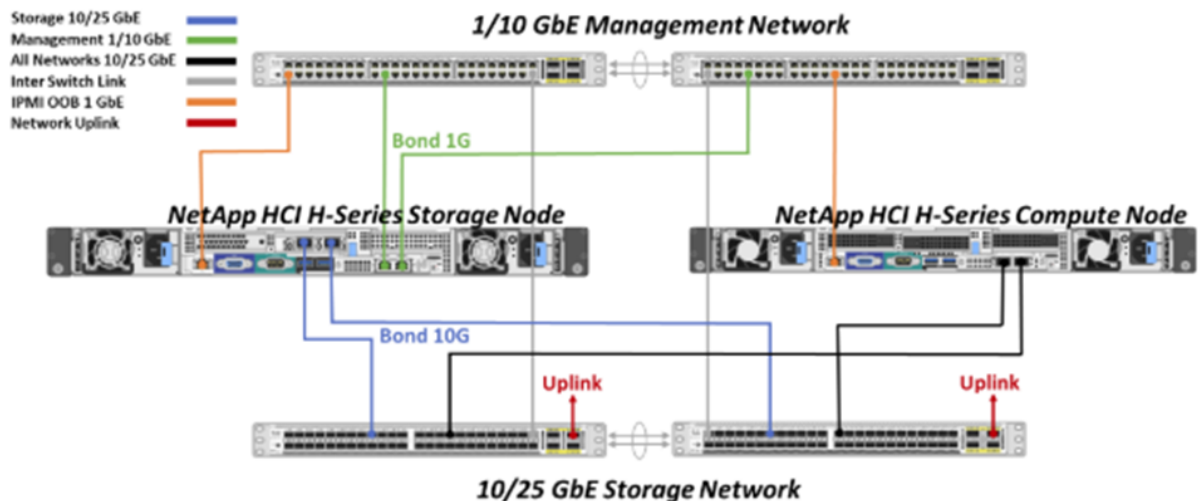 Storage 10/25 GbE
Management 1/10 GbE
All Networks 10/25 GbE
Inter Switch Link
IPMI OOB 1 GbE
Network Uplink
1/10 GbE Management Network
Bond 1G
NetApp HCI H-Series Storage Node
NetApp HCI H-Series Compute Node
Bond 10G
Uplink
Uplink
10/25 GbE Storage Network